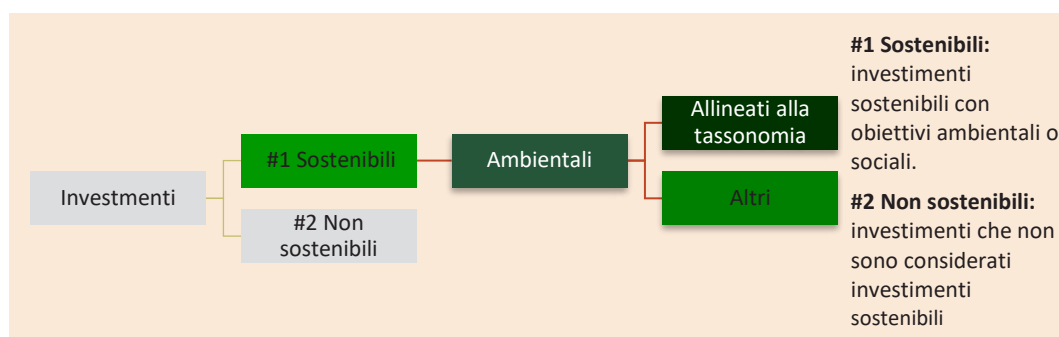 Investimenti
#1 Sostenibili
#2 Non
sostenibili
Ambientali
Allineati alla
tassonomia
Altri
#1 Sostenibili:
investimenti
sostenibili con
obiettivi ambientali o
sociali.
#2 Non sostenibili:
investimenti che non
sono considerati
investimenti
sostenibili